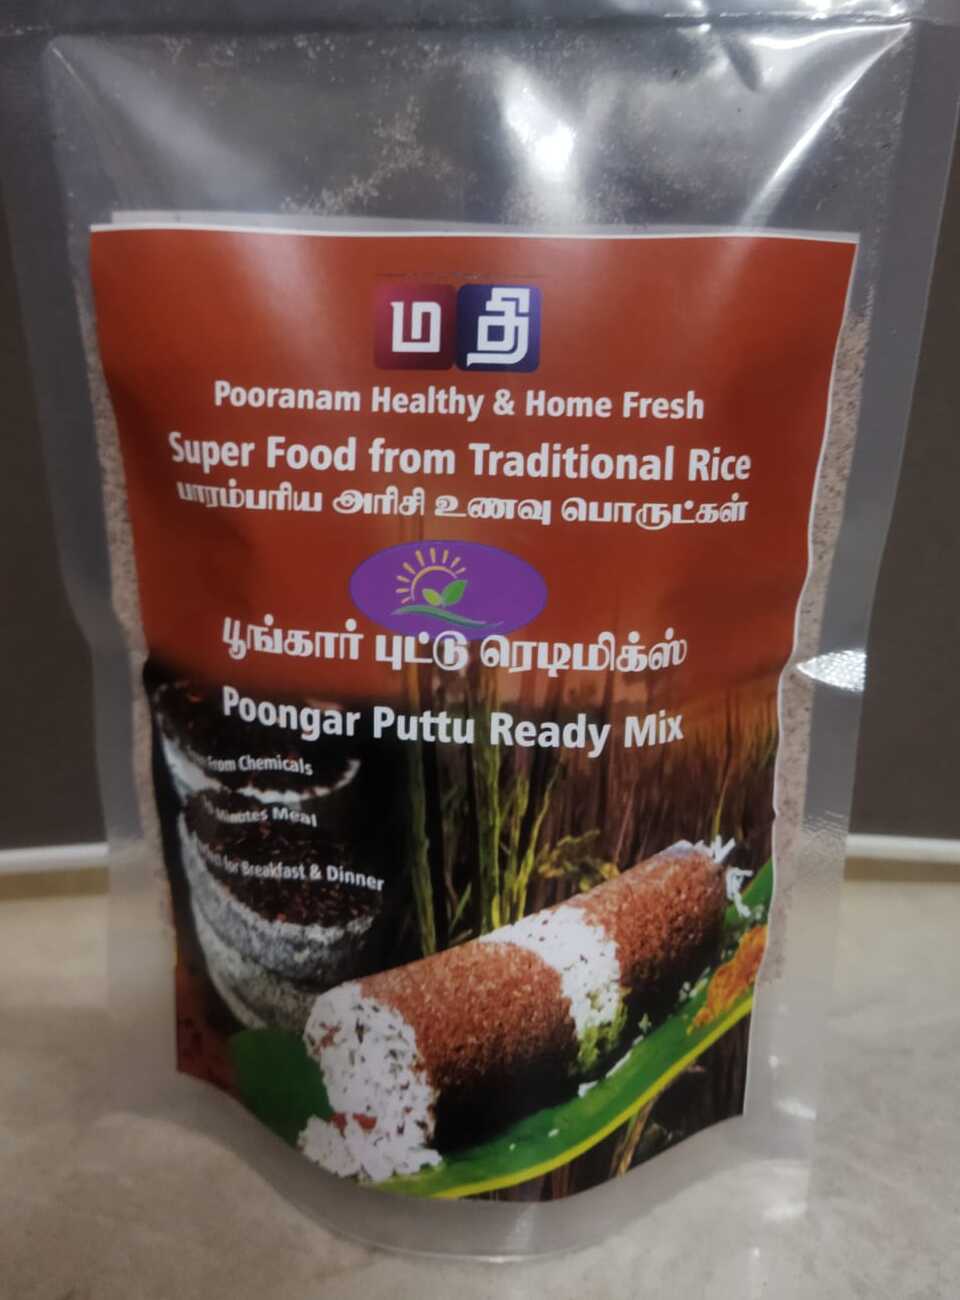 மதி
Pooranam Healthy & Home Fresh
Super Food from Traditional Rice
பாரம்பரிய அரிசி உணவு பொருட்கள்
பூங்கார் புட்டு ரெடிமிக்ஸ்
Poongar Puttu Ready Mix
From Chemicals
Minutes Meal
for Breakfast & Dinner